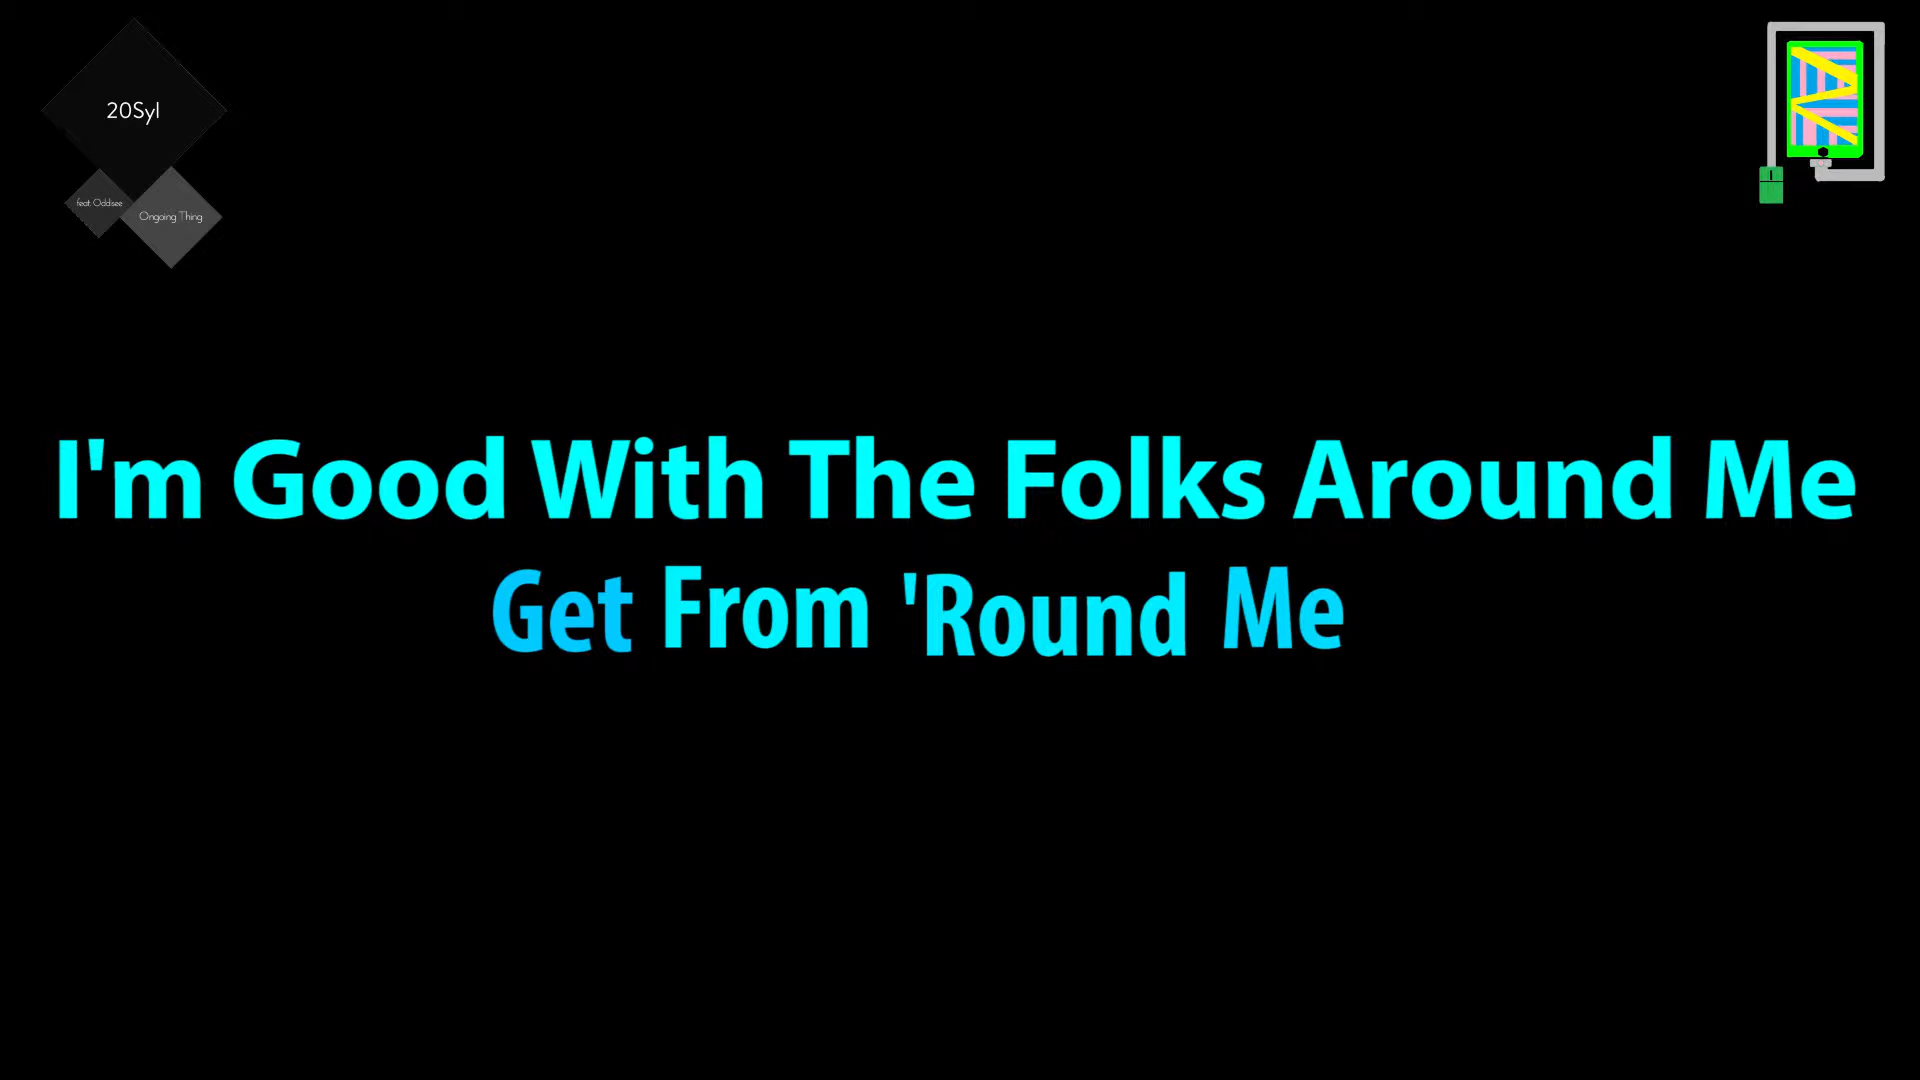 20Syl
feat. Oddisee
Ongoing Thing
I'm Good With The Folks Around Me
Get From 'Round Me